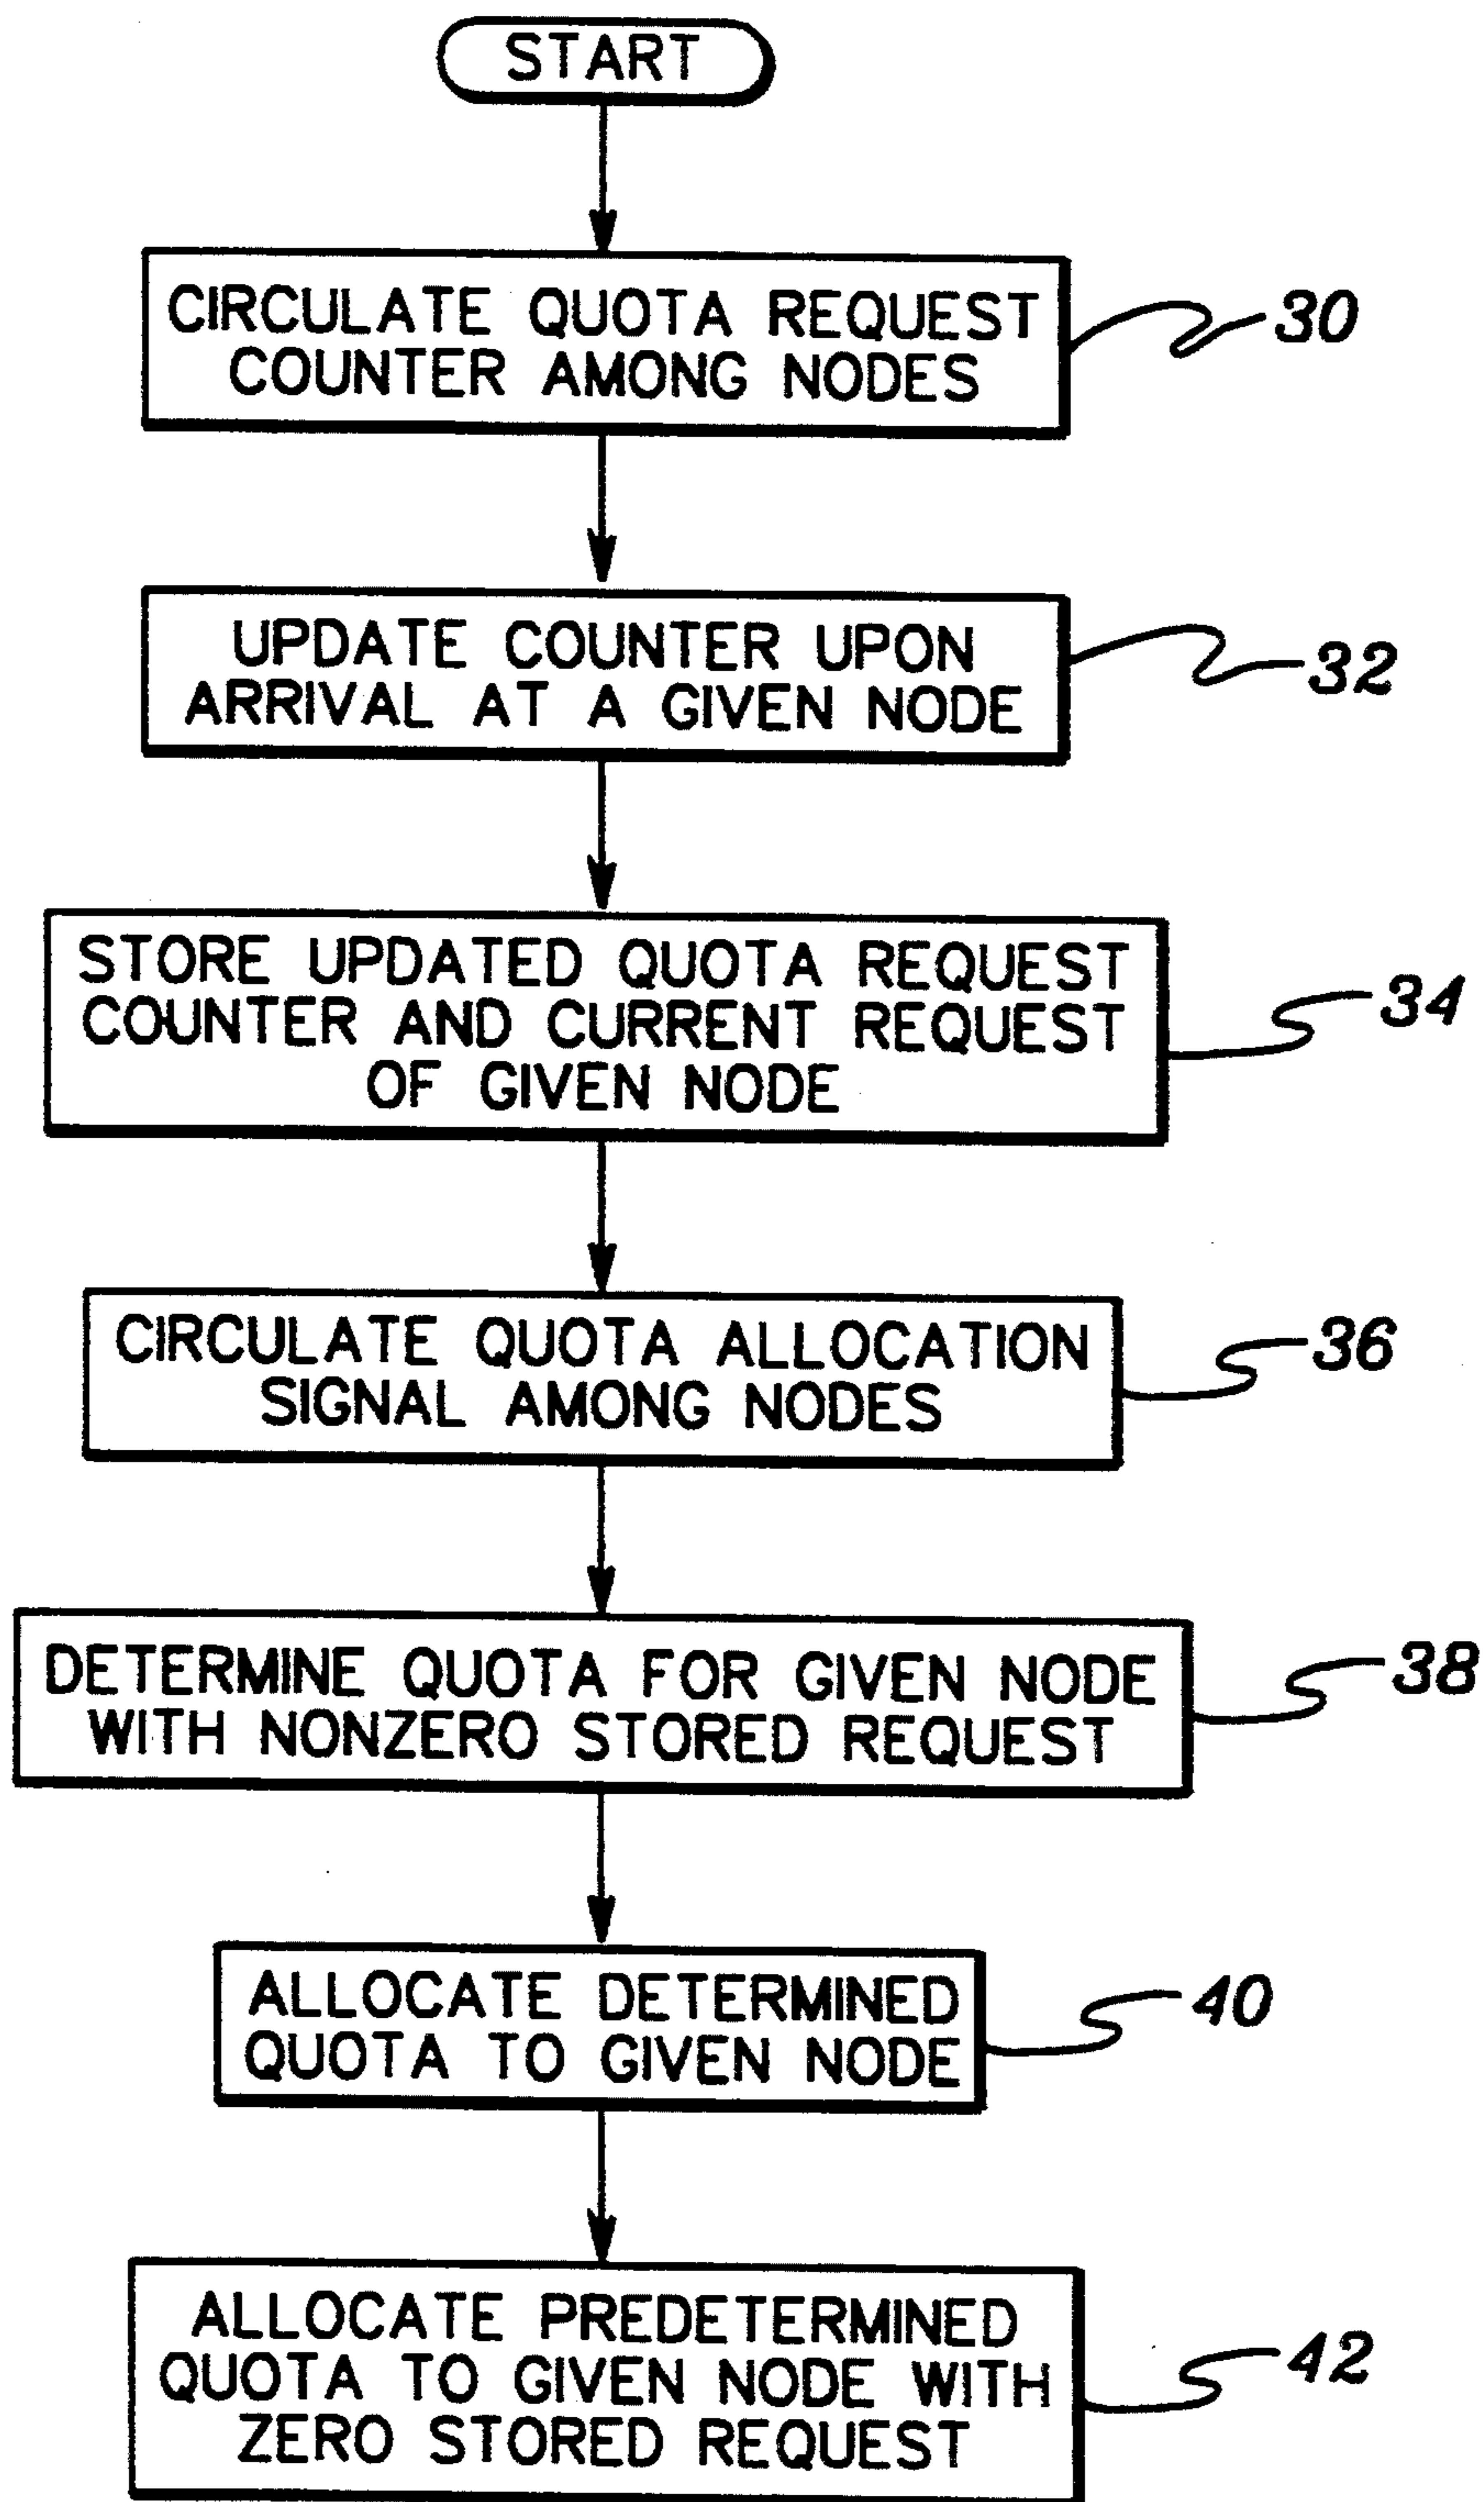 START
CIRCULATE QUOTA REQUEST
COUNTER AMONG NODES
30
UPDATE COUNTER UPON
ARRIVAL AT A GIVEN NODE
32
STORE UPDATED QUOTA REQUEST
COUNTER AND CURRENT REQUEST
OF GIVEN NODE
34
CIRCULATE QUOTA ALLOCATION
SIGNAL AMONG NODES
36
DETERMINE QUOTA FOR GIVEN NODE
WITH NONZERO STORED REQUEST
38
ALLOCATE DETERMINED
QUOTA TO GIVEN NODE
40
ALLOCATE PREDETERMINED
QUOTA TO GIVEN NODE WITH
ZERO STORED REQUEST
42